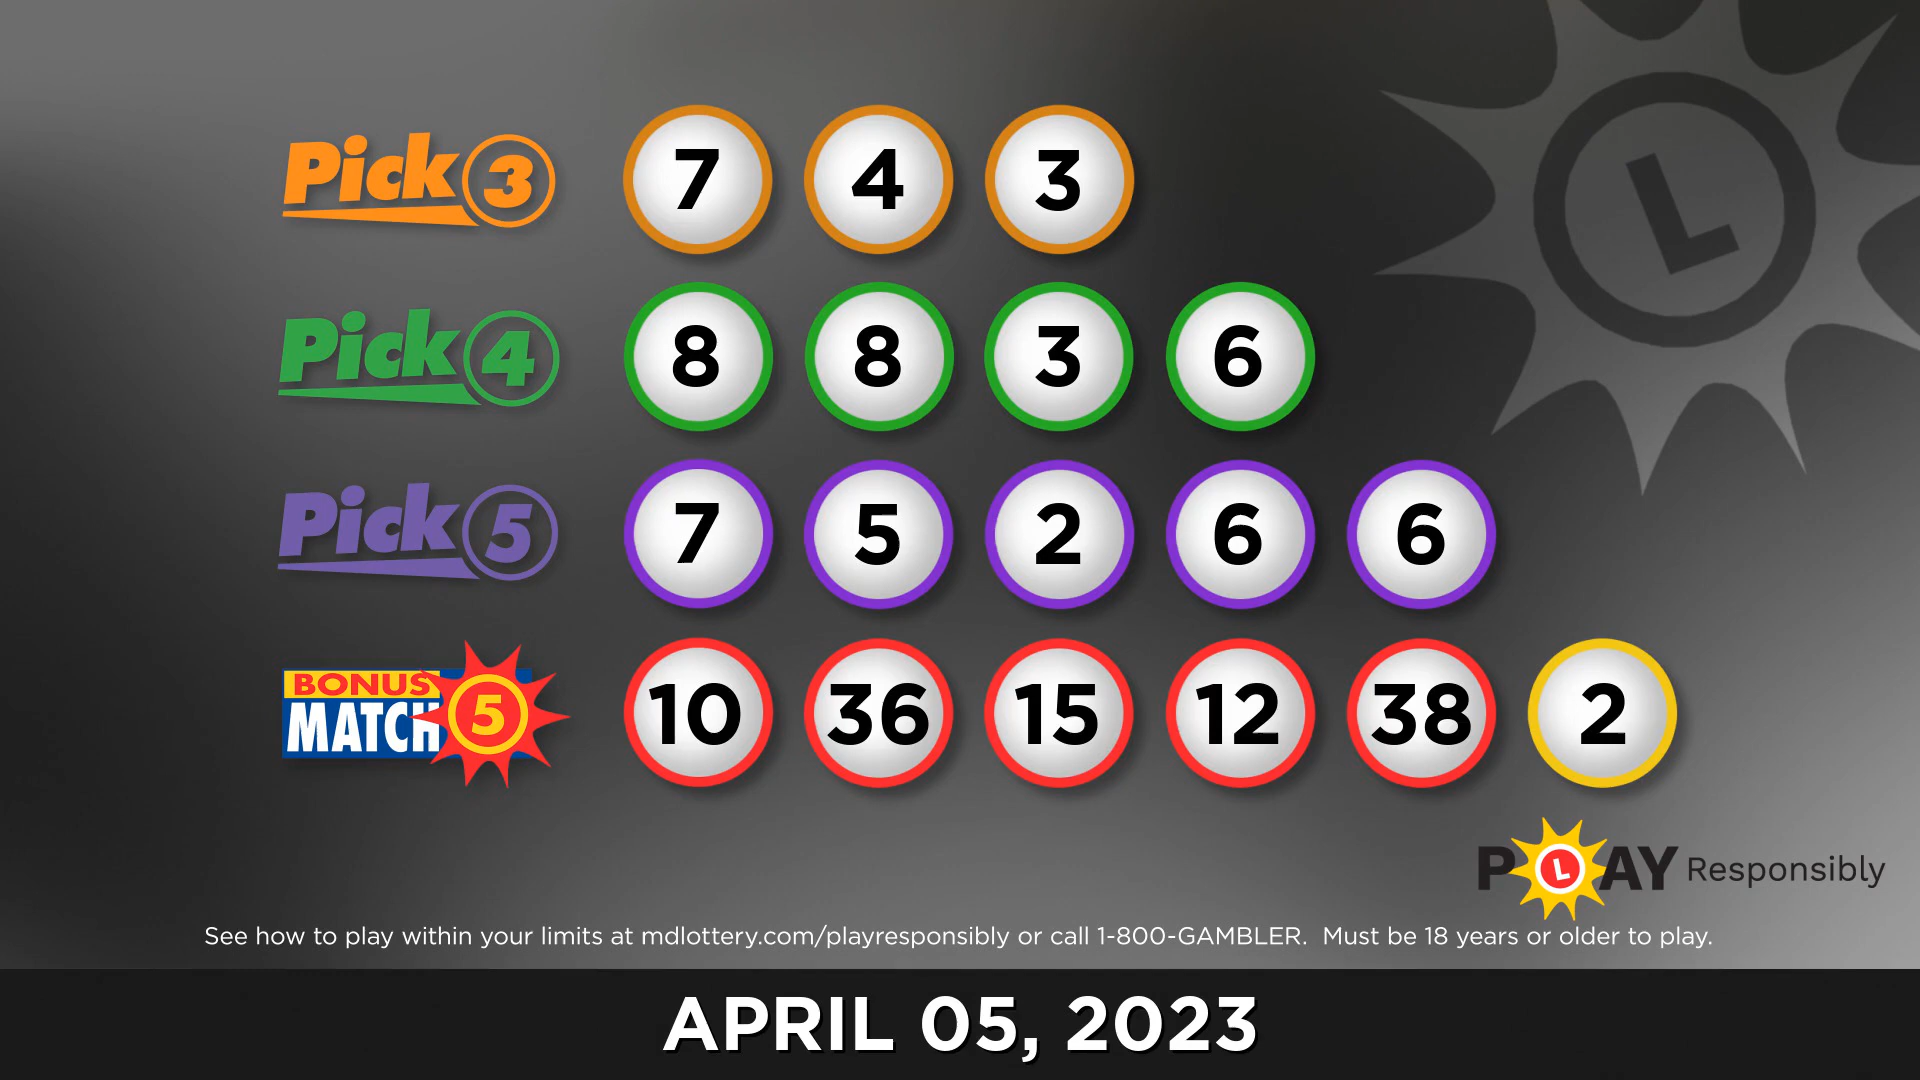 Pick 3 7 4 3
L
Pick 4 8 8 3 6
Pick 5 7 5 2 6 6
BONUS
MATCH 5 10 36 15 12 38 2
PLAY Responsibly
See how to play within your limits at mdlottery.com/playresponsibly or call 1-800-GAMBLER. Must be 18 years or older to play.
APRIL 05, 2023